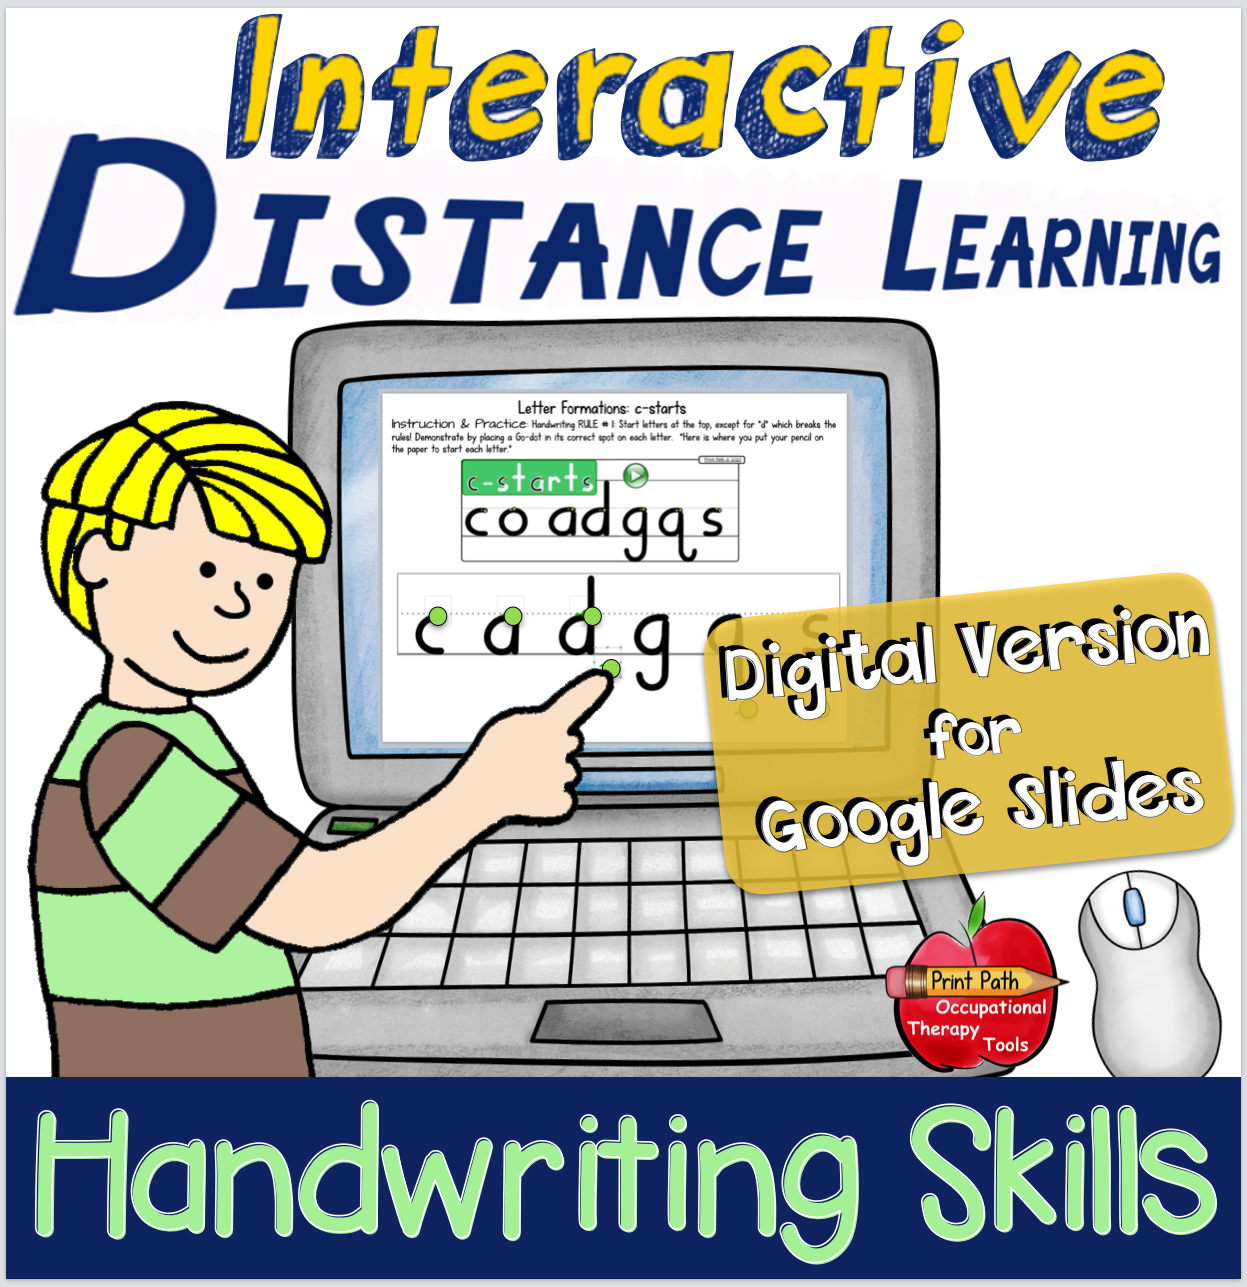 Interactive
DISTANCE LEARNING
Letter Formations: c-starts
Instruction & Practice: Handwriting RULE # 1: Start letters at the top, except for "d" which breaks the
rules! Demonstrate by placing a Go-dot in its correct spot on each letter. "Here is where you put your pencil on
the paper to start each letter."
c-starts
c o a d g q s
c a d g q s
Digital Version
for
Google Slides
Print Path
Occupational
Therapy
Tools
Handwriting Skills